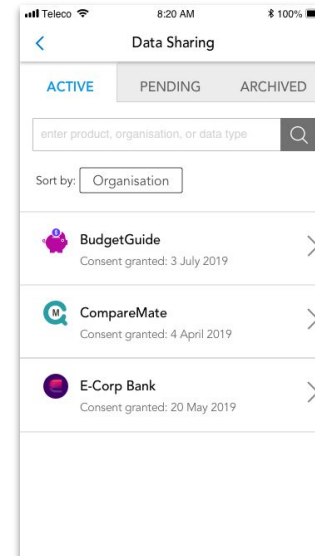 Teleco 8:20 AM 100%
Data Sharing
ACTIVE PENDING ARCHIVED
enter product, organisation, or data type
Sort by: Organisation
BudgetGuide
Consent granted: 3 July 2019
M
CompareMate
Consent granted: 4 April 2019
E-Corp Bank
Consent granted: 20 May 2019